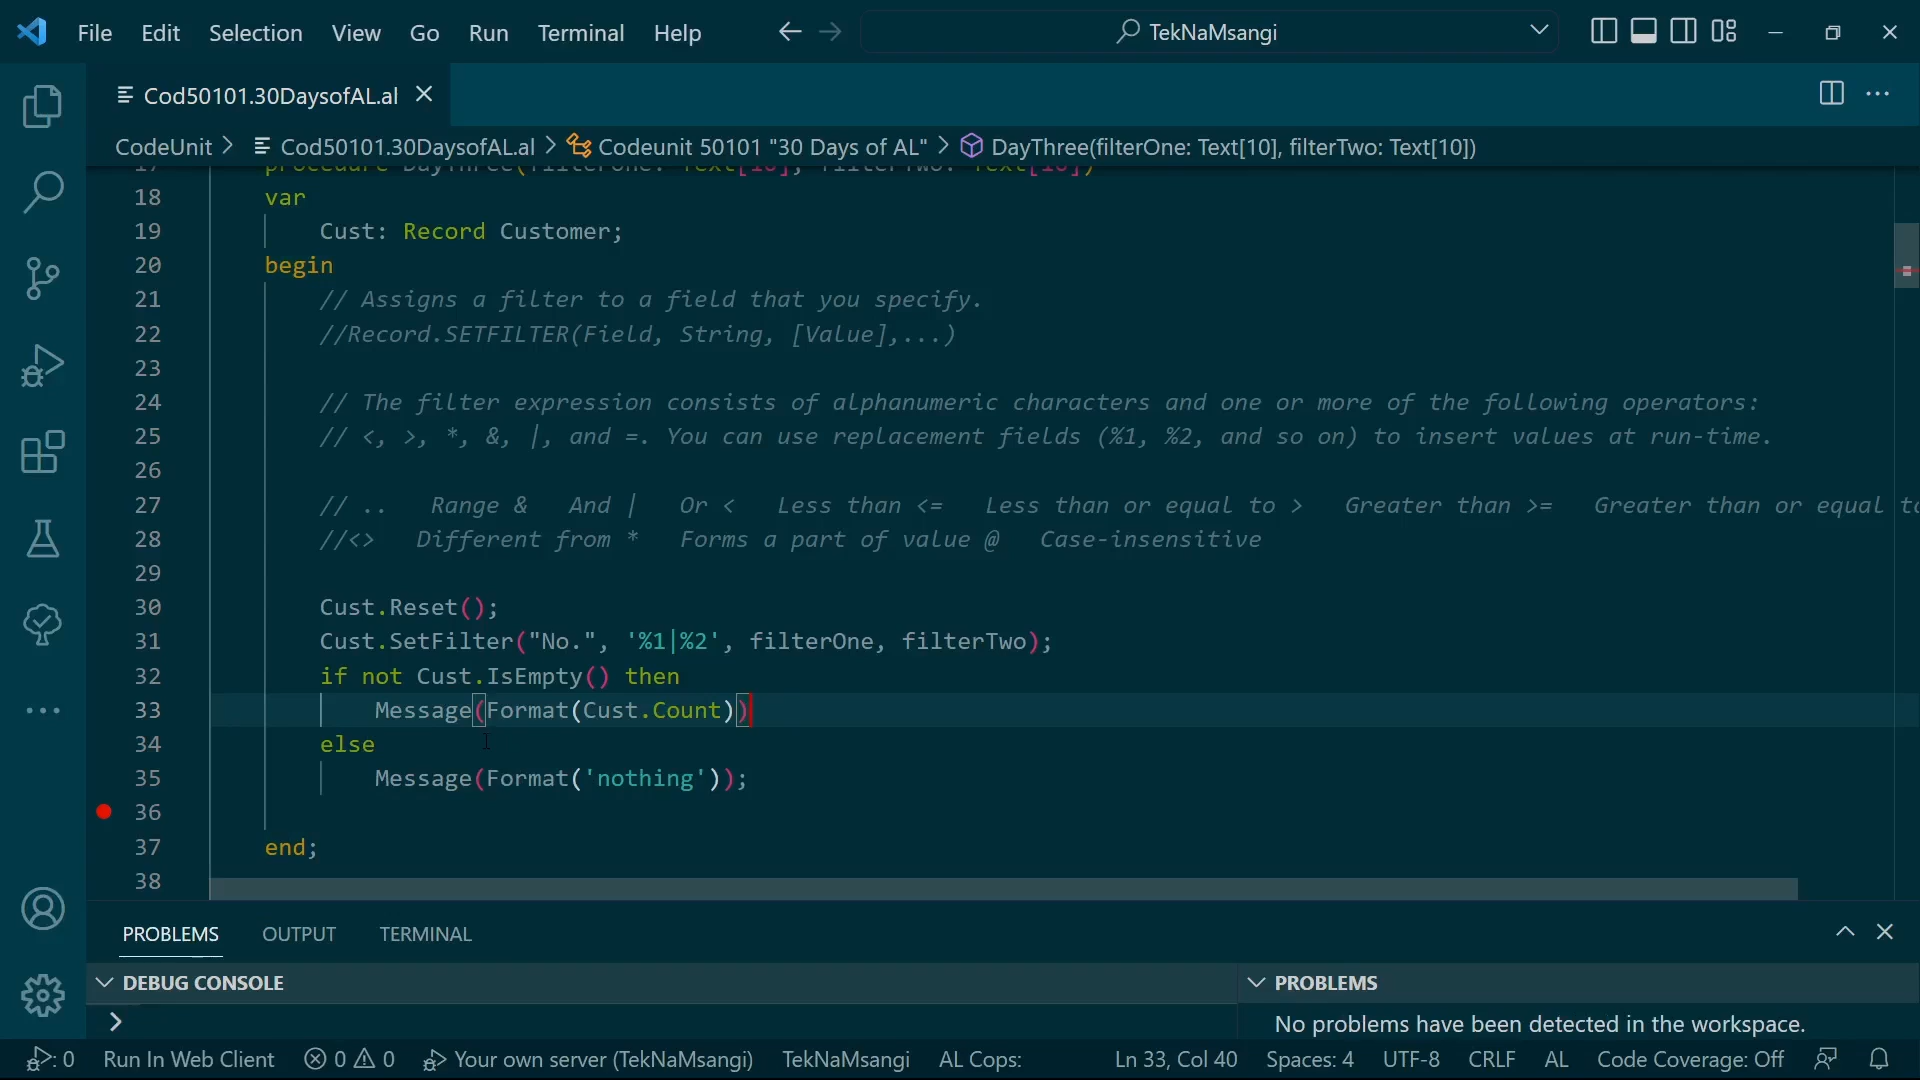 File Edit Selection View Go Run Terminal Help TekNaMsangi
Cod50101.30DaysofAL.al
CodeUnit > Cod50101.30DaysofAL.al > Codeunit 50101 "30 Days of AL" > DayThree(filterOne: Text[10], filterTwo: Text[10])
17 procedure DayThree(filterOne: Text[10]; filterTwo: Text[10])
18 var
19 Cust: Record Customer;
20 begin
21 // Assigns a filter to a field that you specify.
22 //Record.SETFILTER(Field, String, [Value],...)
23
24 // The filter expression consists of alphanumeric characters and one or more of the following operators:
25 // <, >, *, &, |, and =. You can use replacement fields (%1, %2, and so on) to insert values at run-time.
26
27 // .. Range & And | Or < Less than <= Less than or equal to > Greater than >= Greater than or equal to
28 //<> Different from * Forms a part of value @ Case-insensitive
29
30 Cust.Reset();
31 Cust.SetFilter("No.", '%1|%2', filterOne, filterTwo);
32 if not Cust.IsEmpty() then
33 Message(Format(Cust.Count))
34 else
35 Message(Format('nothing'));
36
37 end;
38
PROBLEMS OUTPUT TERMINAL
DEBUG CONSOLE PROBLEMS
> No problems have been detected in the workspace.
: 0 Run In Web Client 0 0 Your own server (TekNaMsangi) TekNaMsangi AL Cops: Ln 33, Col 40 Spaces: 4 UTF-8 CRLF AL Code Coverage: Off